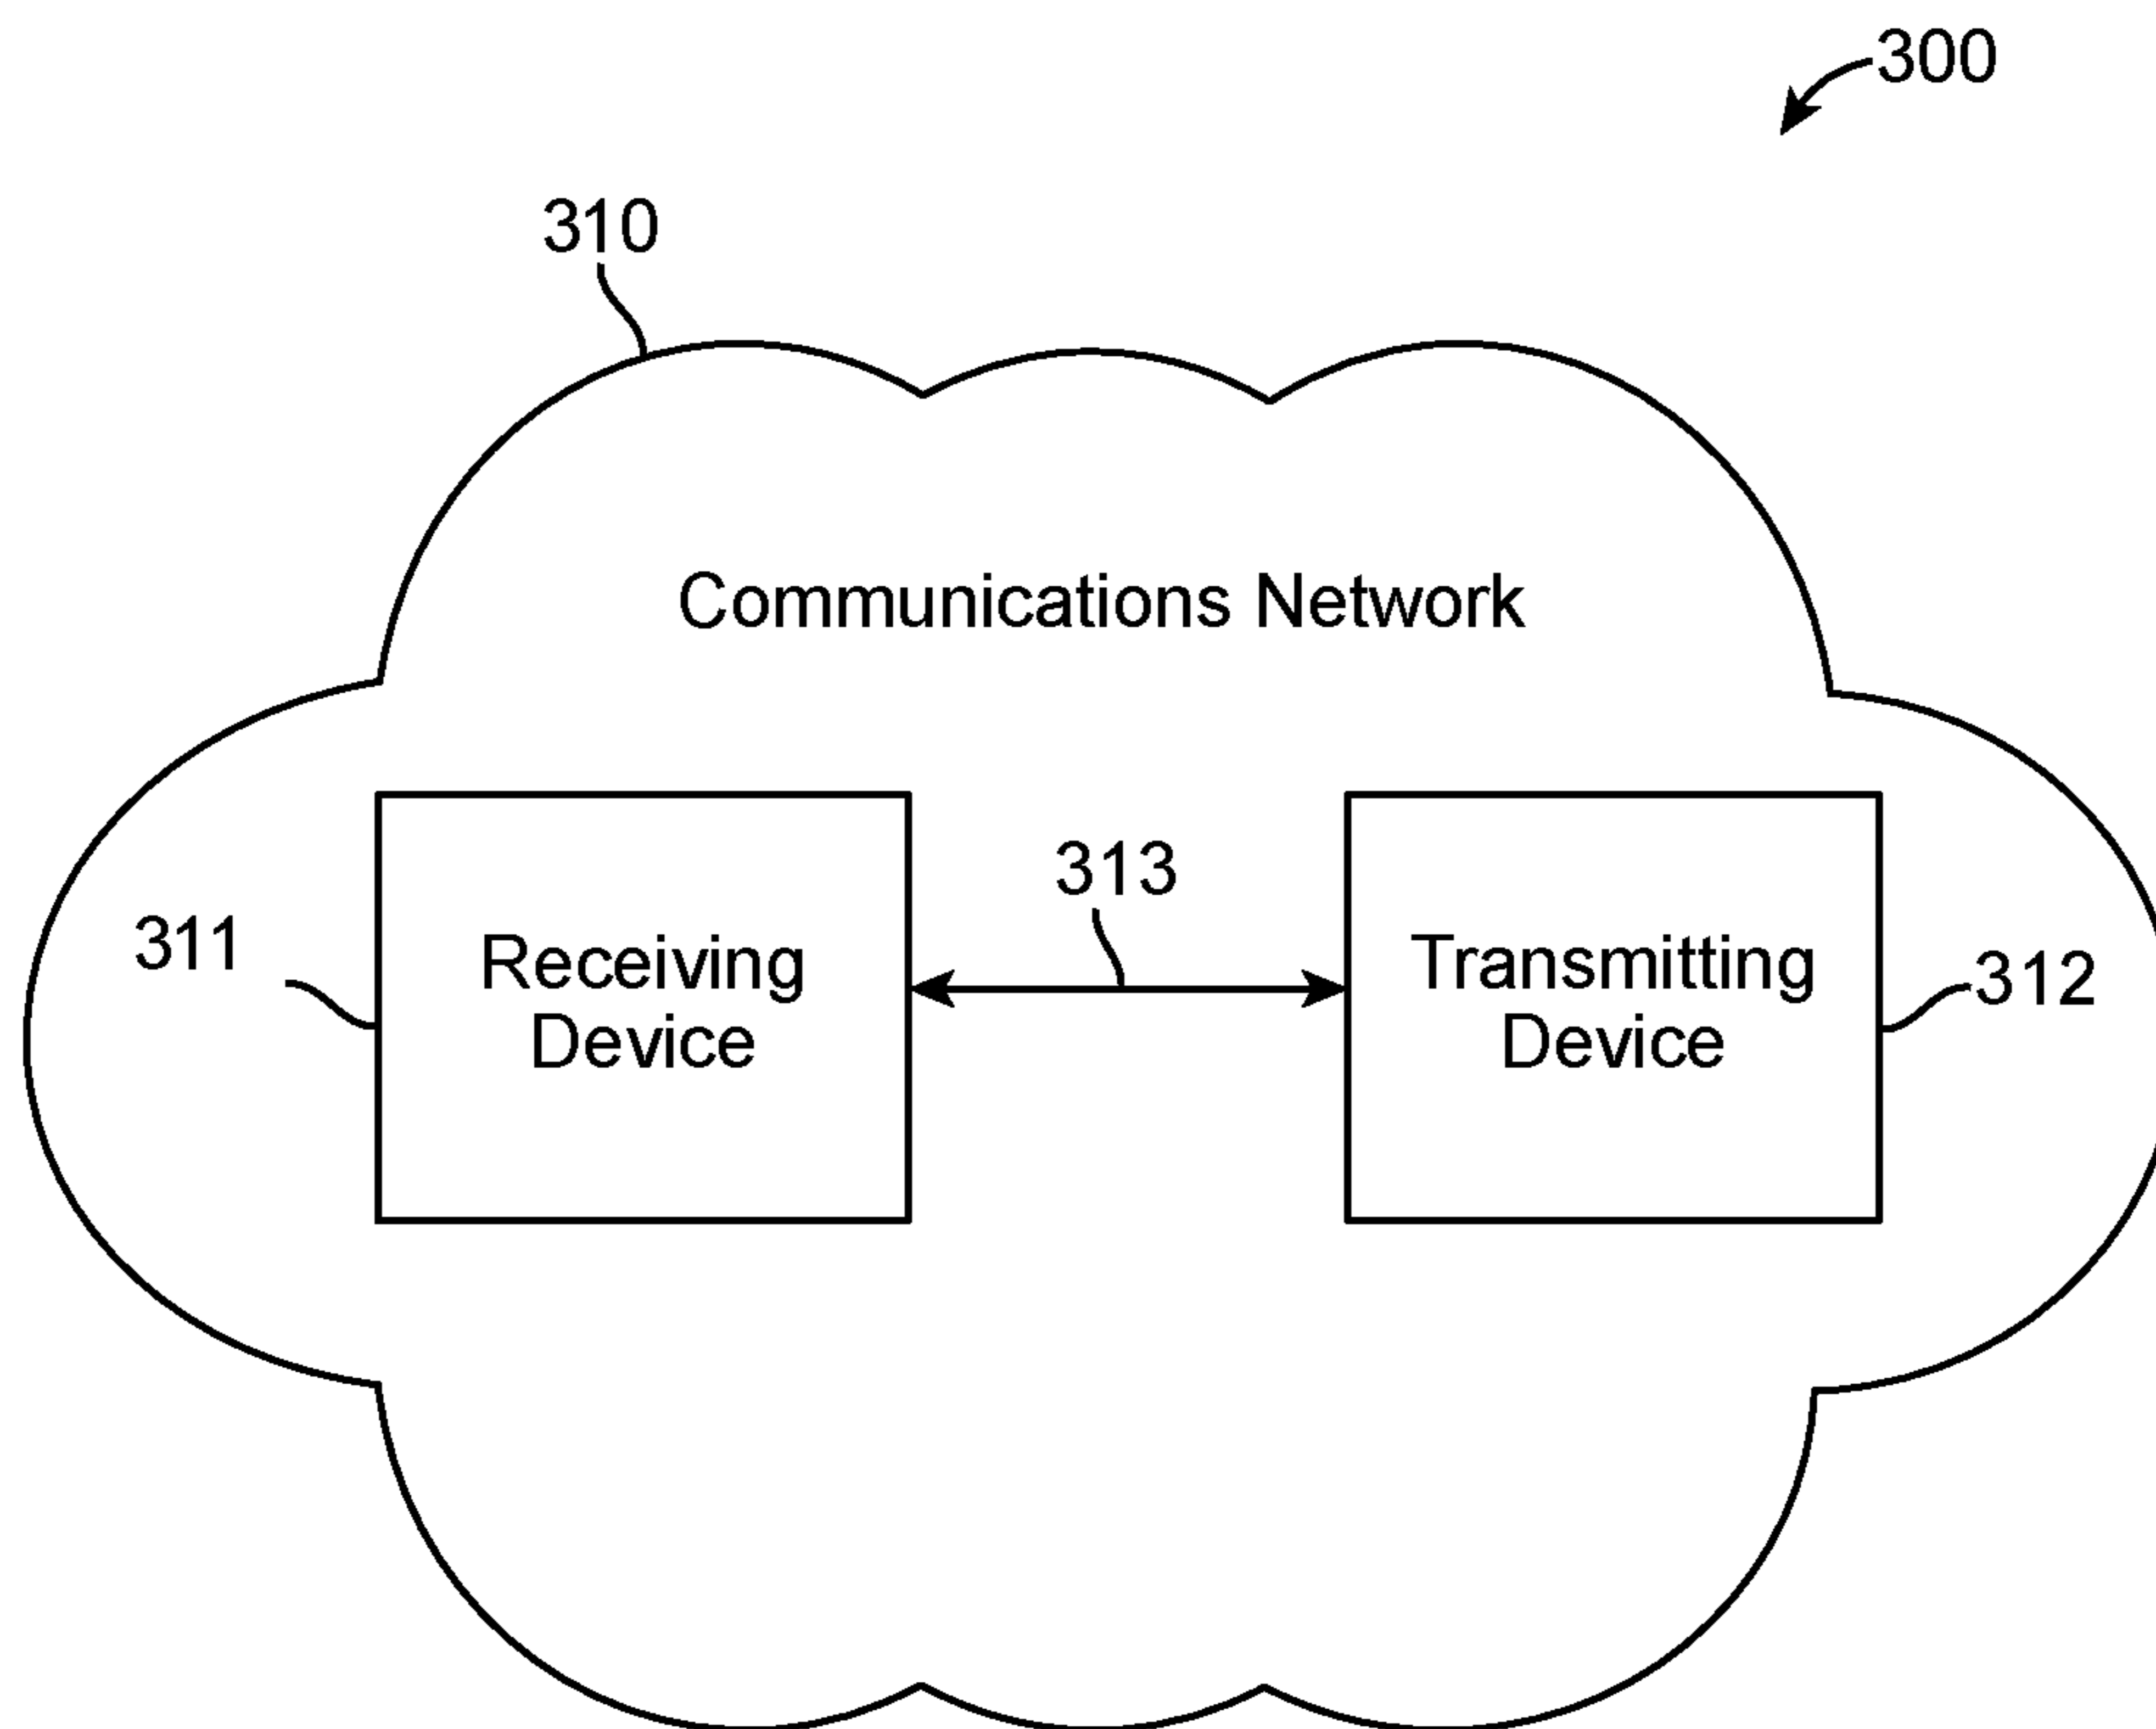 300
310
Communications Network
313
311
Receiving
Device
Transmitting
Device
312